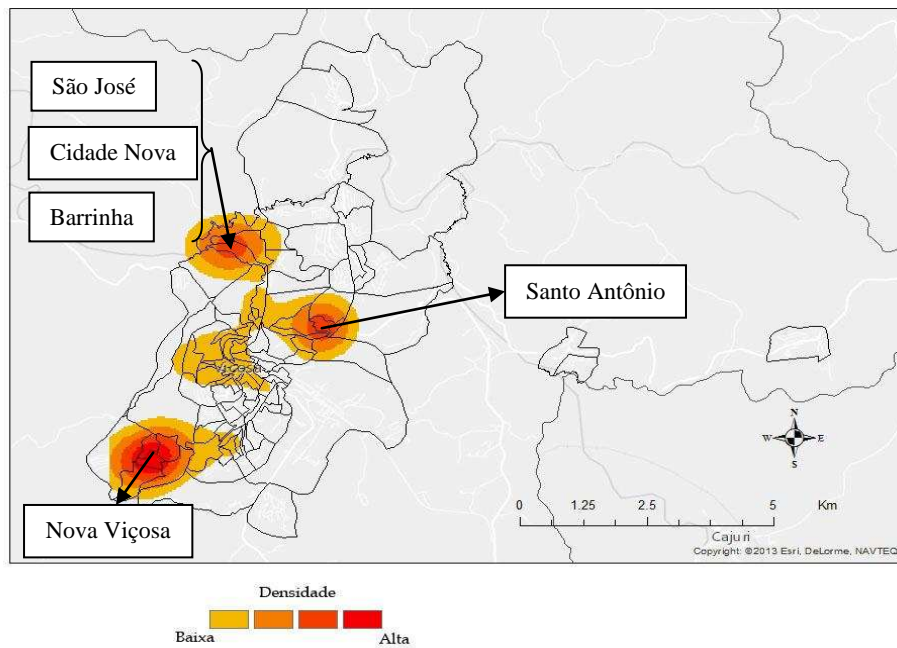 São José
Cidade Nova
Barrinha
Santo Antônio
Nova Viçosa
N
W E
S
0 1.25 2.5 5 Km
Cajuri
Copyright: ©2013 Esri, DeLorme, NAVTEQ
Densidade
Baixa Alta